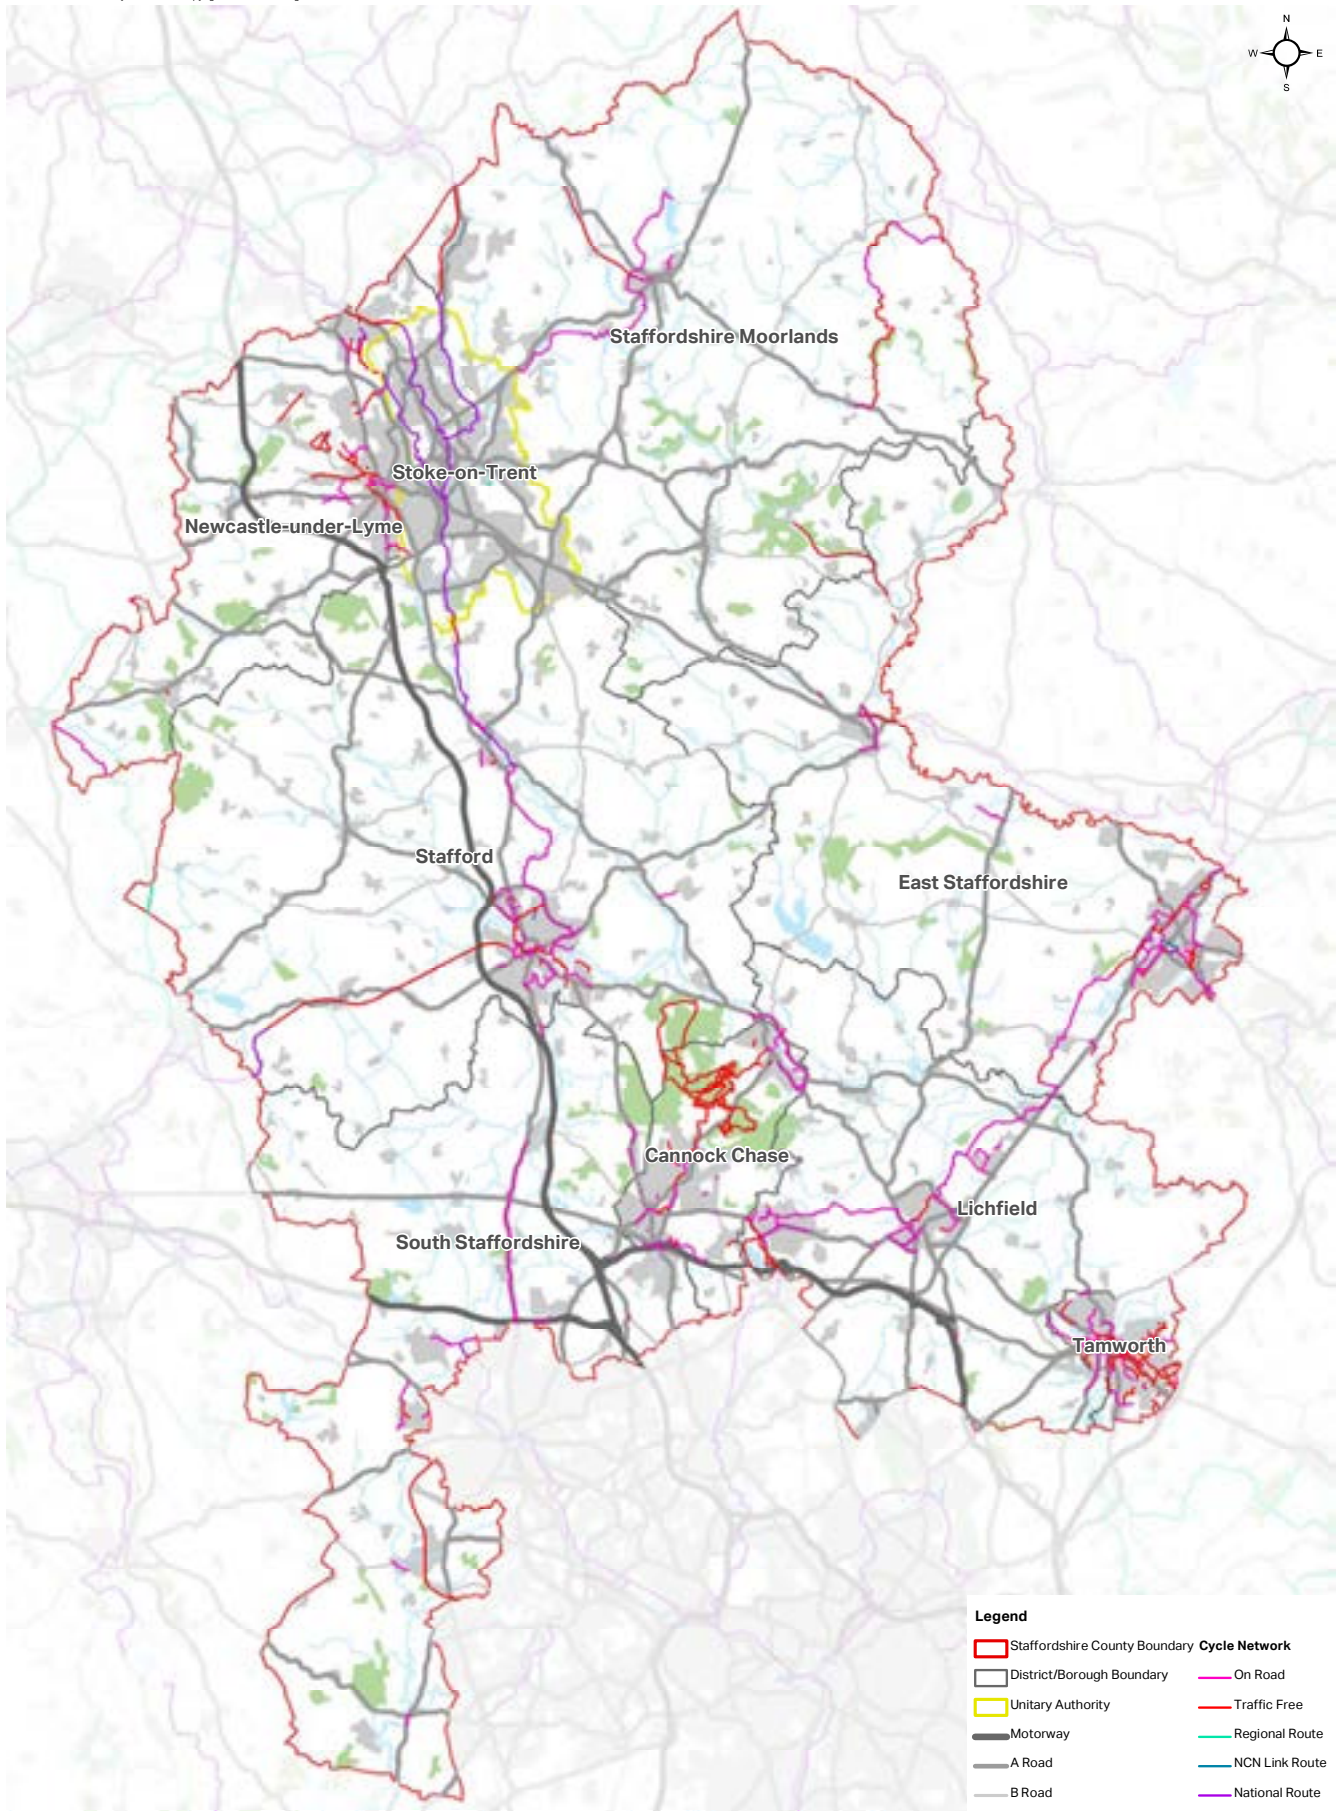 N
W E
S
Staffordshire Moorlands
Stoke-on-Trent
Newcastle-under-Lyme
Stafford
East Staffordshire
Cannock Chase
Lichfield
South Staffordshire
Tamworth
Legend
Staffordshire County Boundary Cycle Network
District/Borough Boundary On Road
Unitary Authority Traffic Free
Motorway Regional Route
A Road NCN Link Route
B Road National Route